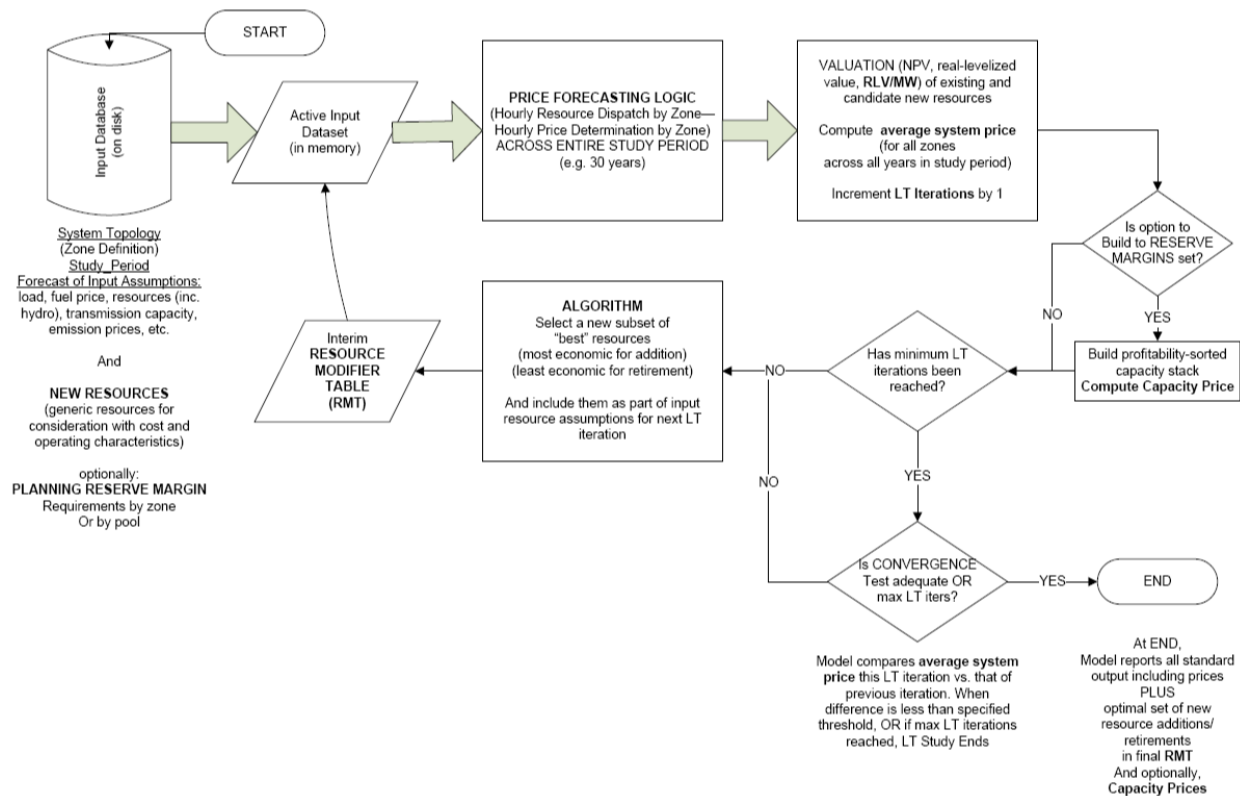 START
Input Database
(on disk)
Active Input
Dataset
(in memory)
PRICE FORECASTING LOGIC
(Hourly Resource Dispatch by Zone—
Hourly Price Determination by Zone)
ACROSS ENTIRE STUDY PERIOD
(e.g. 30 years)
VALUATION (NPV, real-levelized
value, RLV/MW) of existing and
candidate new resources
Compute average system price
(for all zones
across all years in study period)
Increment LT Iterations by 1
Is option to
Build to RESERVE
MARGINS set?
NO
YES
Build profitability-sorted
capacity stack
Compute Capacity Price
Has minimum LT
iterations been
reached?
NO
YES
ALGORITHM
Select a new subset of
“best” resources
(most economic for addition)
(least economic for retirement)
And include them as part of input
resource assumptions for next LT
iteration
Interim
RESOURCE
MODIFIER
TABLE
(RMT)
System Topology
(Zone Definition)
Study_Period
Forecast of Input Assumptions:
load, fuel price, resources (inc.
hydro), transmission capacity,
emission prices, etc.
And
NEW RESOURCES
(generic resources for
consideration with cost and
operating characteristics)
optionally:
PLANNING RESERVE MARGIN
Requirements by zone
Or by pool
NO
Is CONVERGENCE
Test adequate OR
max LT iters?
YES
END
Model compares average system
price this LT iteration vs. that of
previous iteration. When
difference is less than specified
threshold, OR if max LT iterations
reached, LT Study Ends
At END,
Model reports all standard
output including prices
PLUS
optimal set of new
resource additions/
retirements
in final RMT
And optionally,
Capacity Prices